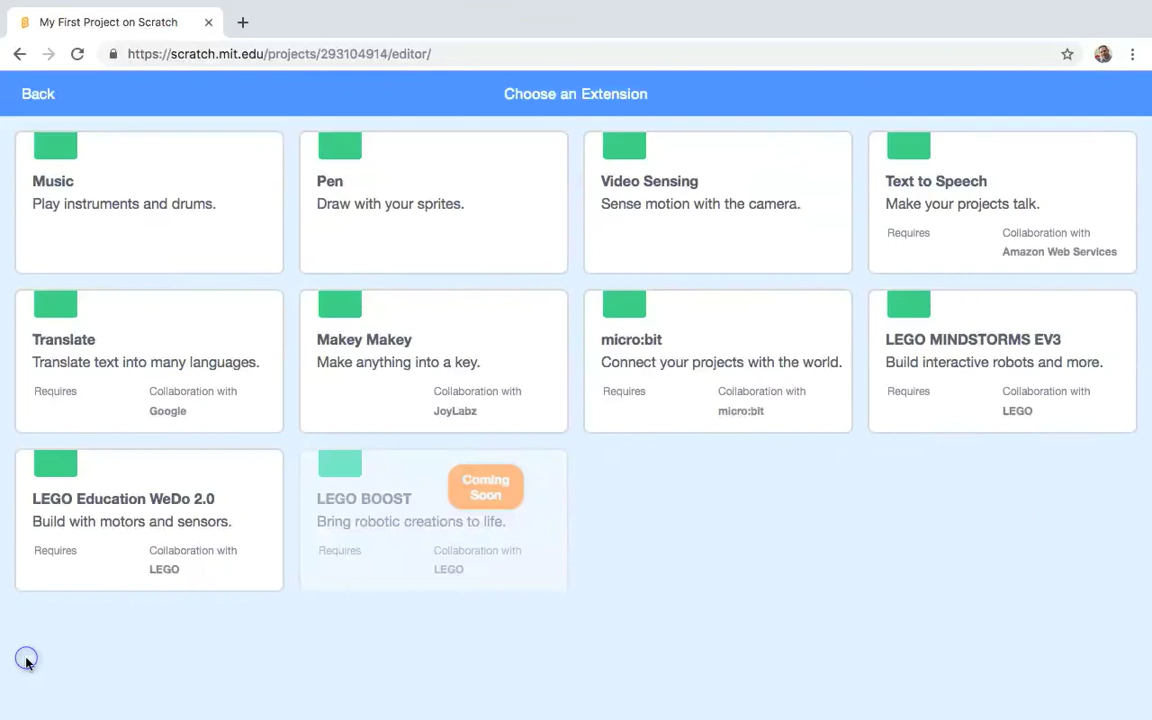 My First Project on Scratch
https://scratch.mit.edu/projects/293104914/editor/
Back
Choose an Extension
Music
Play instruments and drums.
Pen
Draw with your sprites.
Video Sensing
Sense motion with the camera.
Text to Speech
Make your projects talk.
Requires
Collaboration with
Amazon Web Services
Translate
Translate text into many languages.
Requires
Collaboration with
Google
Makey Makey
Make anything into a key.
Collaboration with
JoyLabz
micro:bit
Connect your projects with the world.
Requires
Collaboration with
micro:bit
LEGO MINDSTORMS EV3
Build interactive robots and more.
Requires
Collaboration with
LEGO
LEGO Education WeDo 2.0
Build with motors and sensors.
Requires
Collaboration with
LEGO
Coming
Soon
LEGO BOOST
Bring robotic creations to life.
Requires
Collaboration with
LEGO